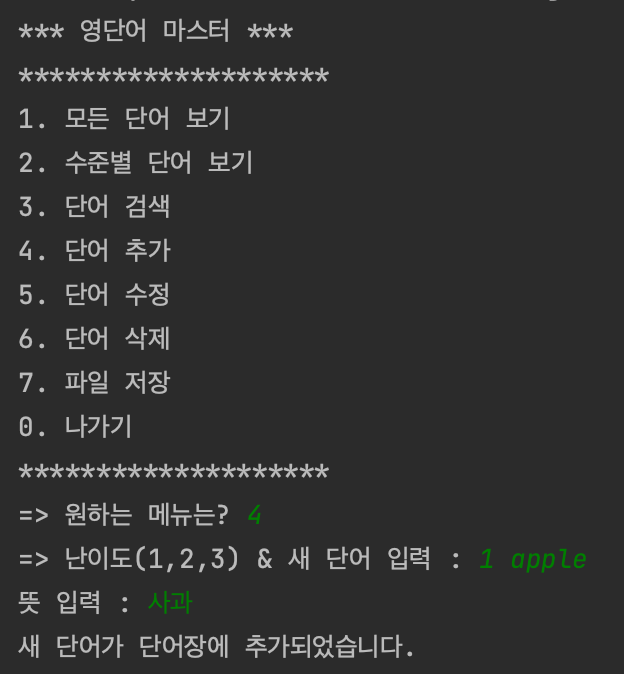 *** 영단어 마스터 ***
********************
1. 모든 단어 보기
2. 수준별 단어 보기
3. 단어 검색
4. 단어 추가
5. 단어 수정
6. 단어 삭제
7. 파일 저장
0. 나가기
********************
=> 원하는 메뉴는? 4
=> 난이도(1,2,3) & 새 단어 입력 : 1 apple
뜻 입력 : 사과
새 단어가 단어장에 추가되었습니다.